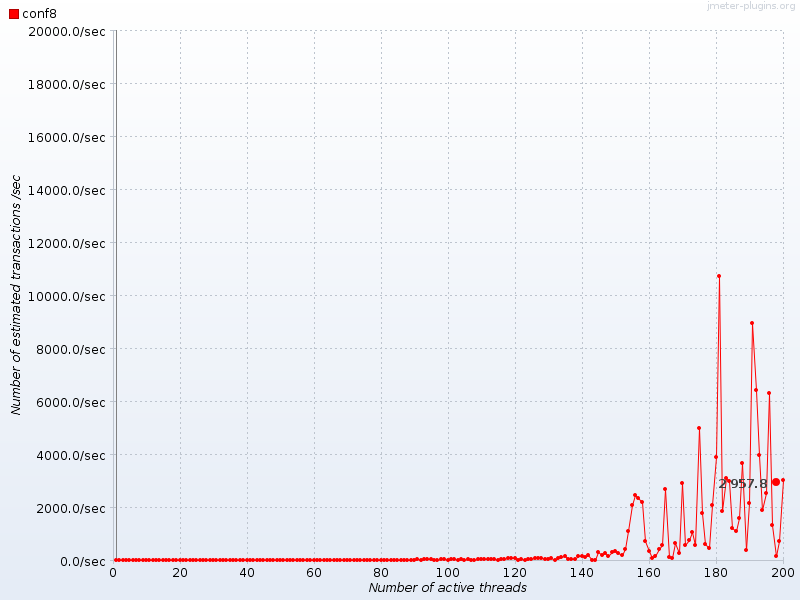 jmeter-plugins.org
conf8
20000.0/sec
18000.0/sec
16000.0/sec
14000.0/sec
12000.0/sec
10000.0/sec
8000.0/sec
6000.0/sec
4000.0/sec
2000.0/sec
0.0/sec
Number of estimated transactions /sec
2 957.8
0 20 40 60 80 100 120 140 160 180 200
Number of active threads